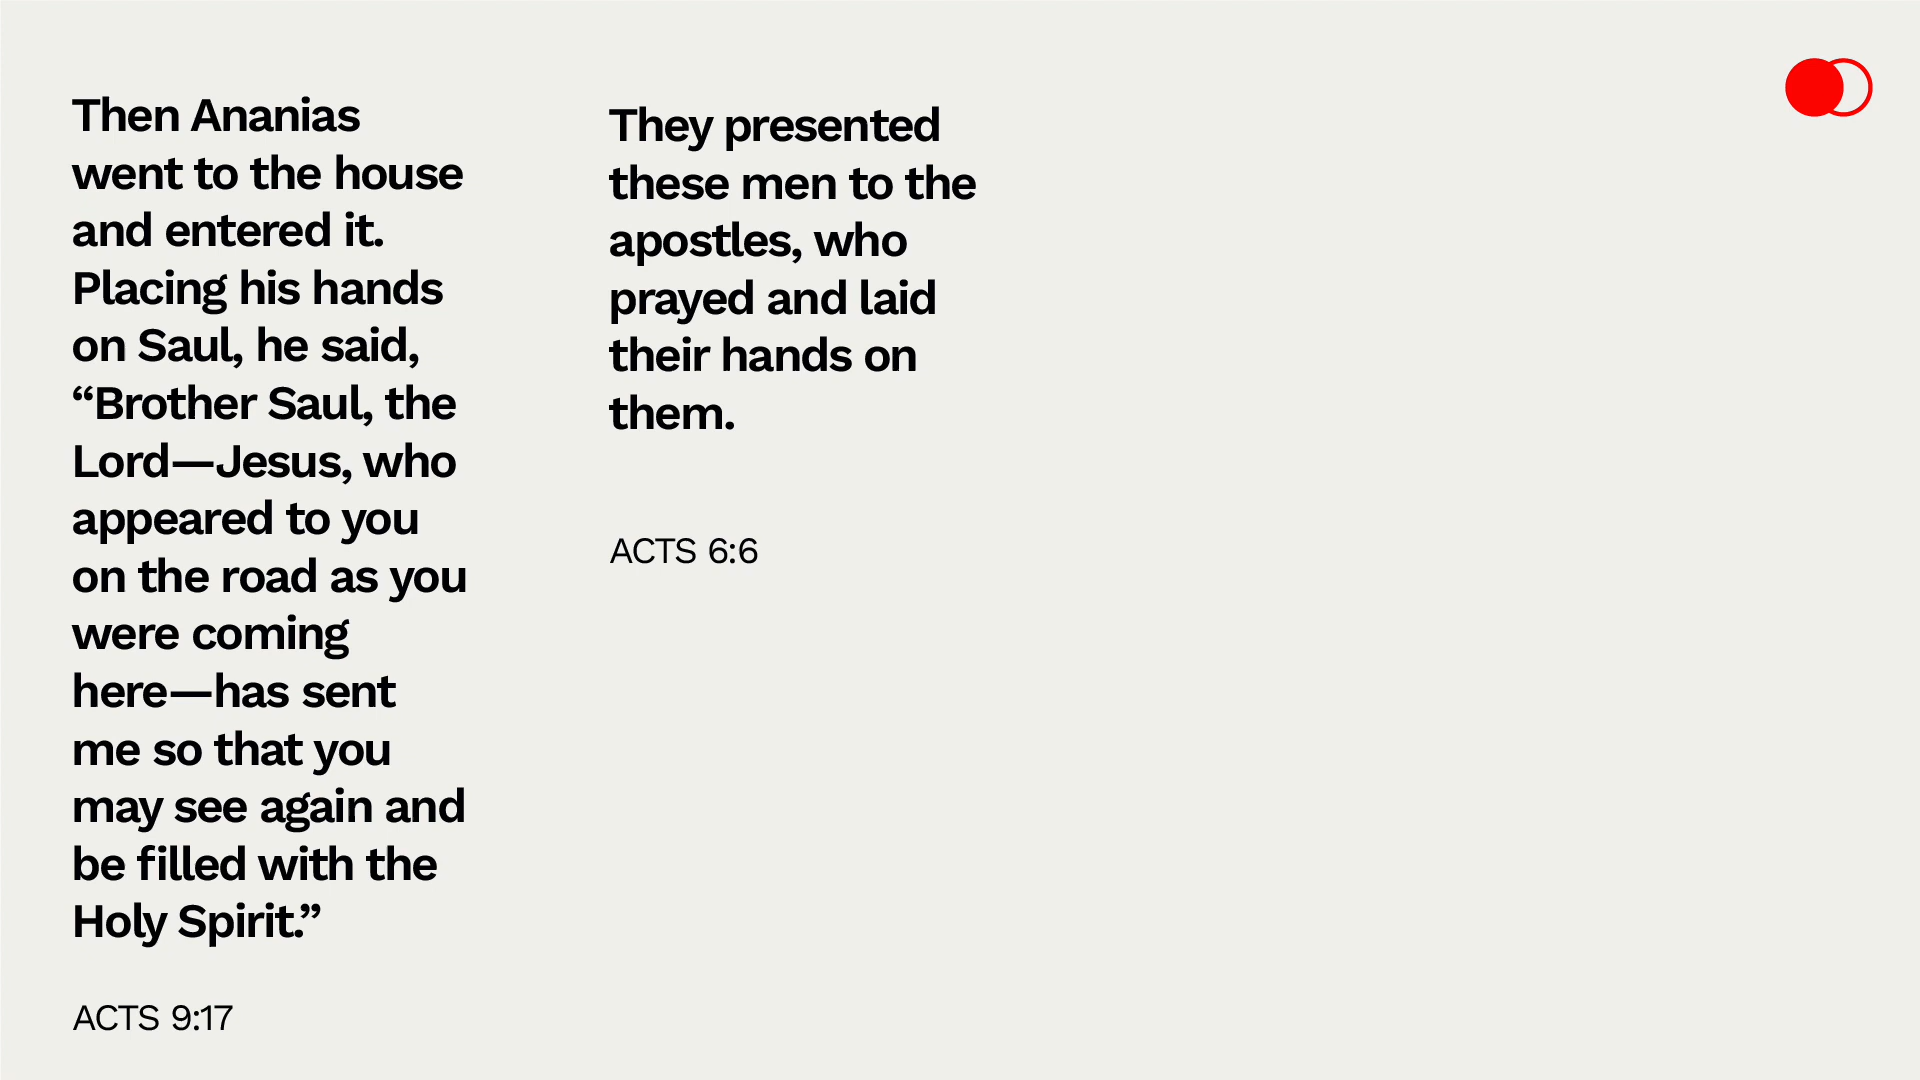 Then Ananias
went to the house
and entered it.
Placing his hands
on Saul, he said,
“Brother Saul, the
Lord—Jesus, who
appeared to you
on the road as you
were coming
here—has sent
me so that you
may see again and
be filled with the
Holy Spirit.”
ACTS 9:17
They presented
these men to the
apostles, who
prayed and laid
their hands on
them.
ACTS 6:6